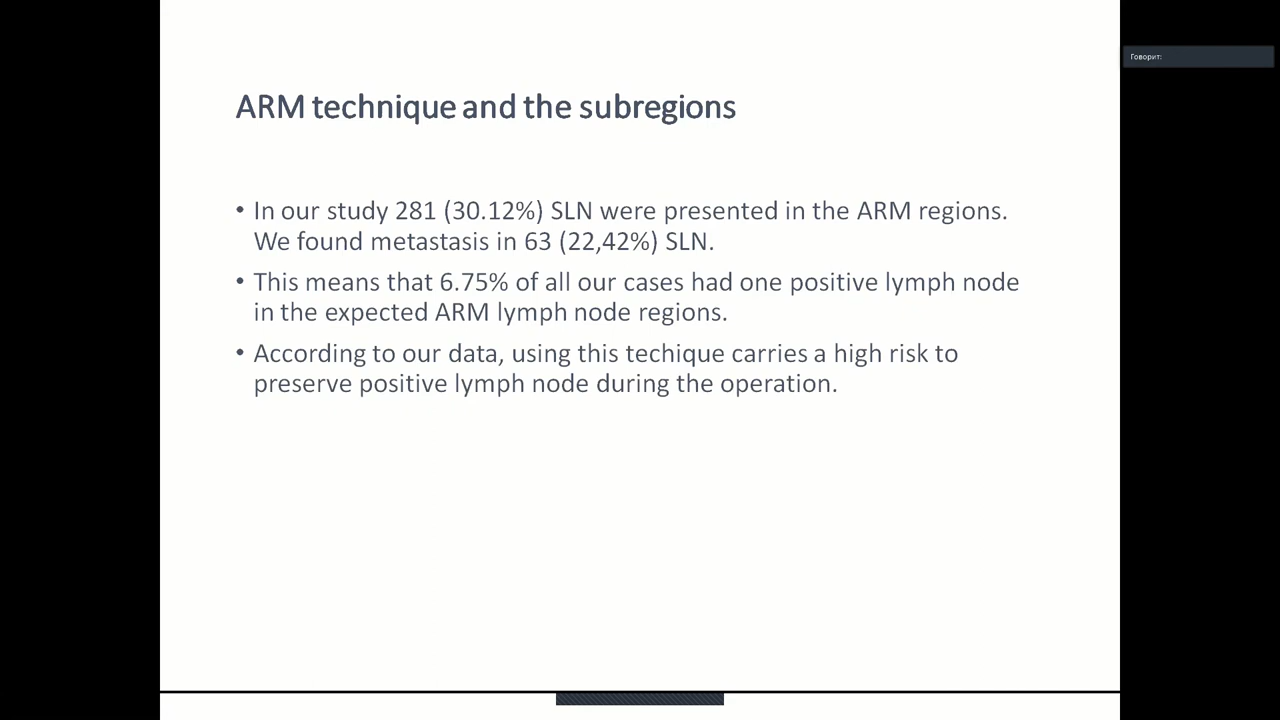 ARM technique and the subregions
Говорит:
• In our study 281 (30.12%) SLN were presented in the ARM regions.
We found metastasis in 63 (22,42%) SLN.
• This means that 6.75% of all our cases had one positive lymph node
in the expected ARM lymph node regions.
• According to our data, using this techique carries a high risk to
preserve positive lymph node during the operation.